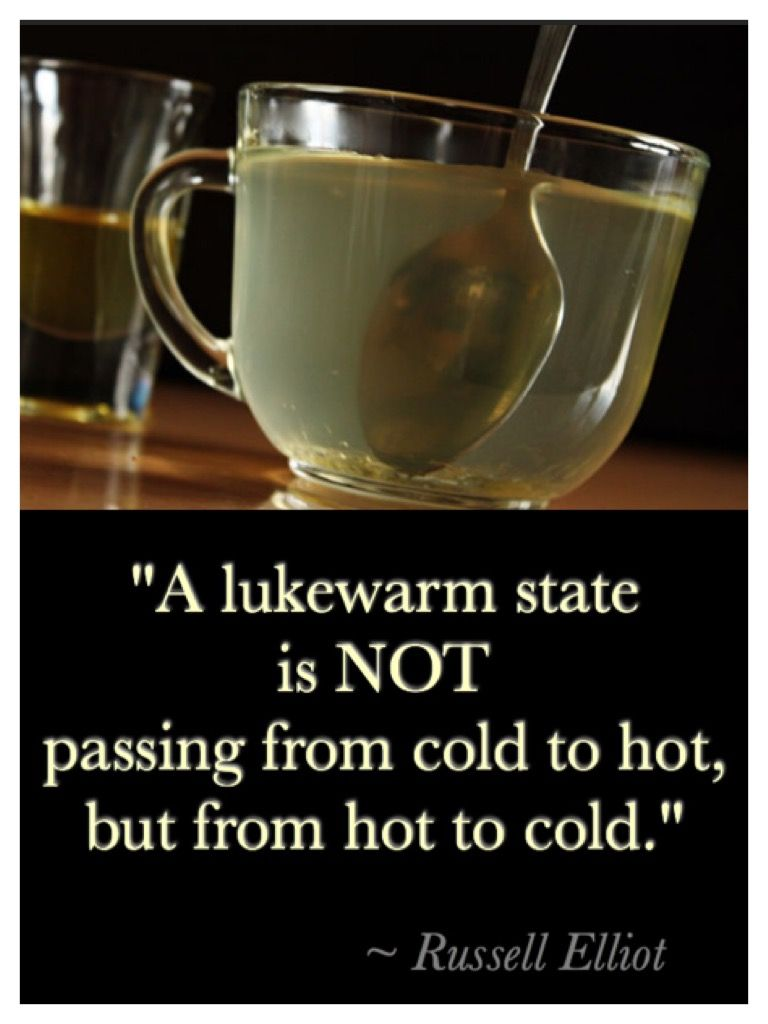 "A lukewarm state
is NOT
passing from cold to hot,
but from hot to cold."
~ Russell Elliot